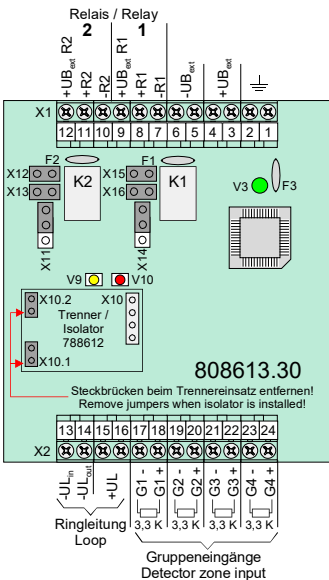 Relais / Relay
2 1
+UBext R2
+R2
-R2
+UBext R1
+R1
-R1
-UBext
+UBext
X1
12 11 10 9 8 7 6 5 4 3 2 1
F2
F1
X12
X13
K2
X15
X16
K1
V3
F3
X11
X14
V9
V10
X10.2
X10
Trenner /
Isolator
788612
X10.1
808613.30
Steckbrücken beim Trennereinsatz entfernen!
Remove jumpers when isolator is installed!
13 14 15 16 17 18 19 20 21 22 23 24
X2
-ULin
-ULout
+UL
G1 -
G1 +
G2 -
G2 +
G3 -
G3 +
G4 -
G4 +
Ringleitung
Loop
3,3 K 3,3 K 3,3 K 3,3 K
Gruppeneingänge
Detector zone input